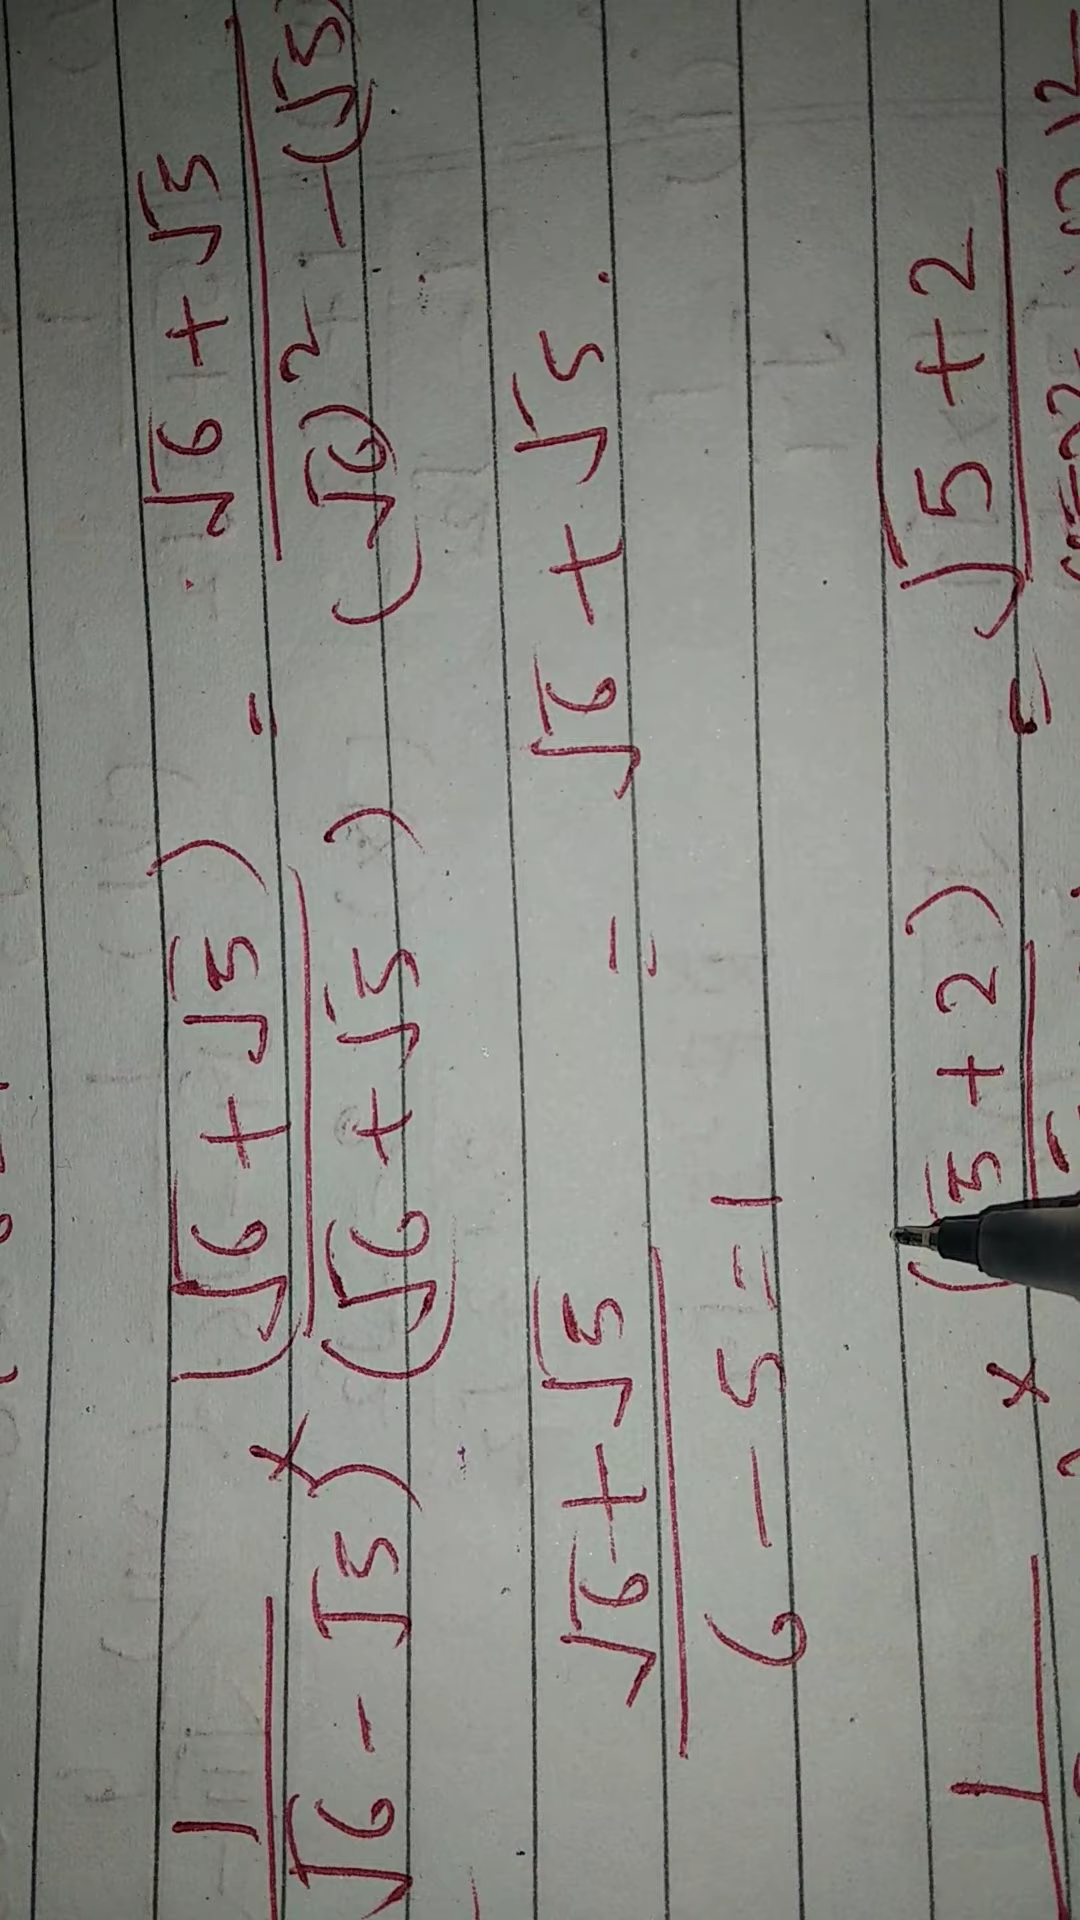 1/(√6 - √5) × (√6 + √5)/(√6 + √5) = (√6 + √5)/((√6)² - (√5)
(√6 + √5)/(6 - 5 = 1) = √6 + √5.
1 × (√5 + 2) = √5 + 2